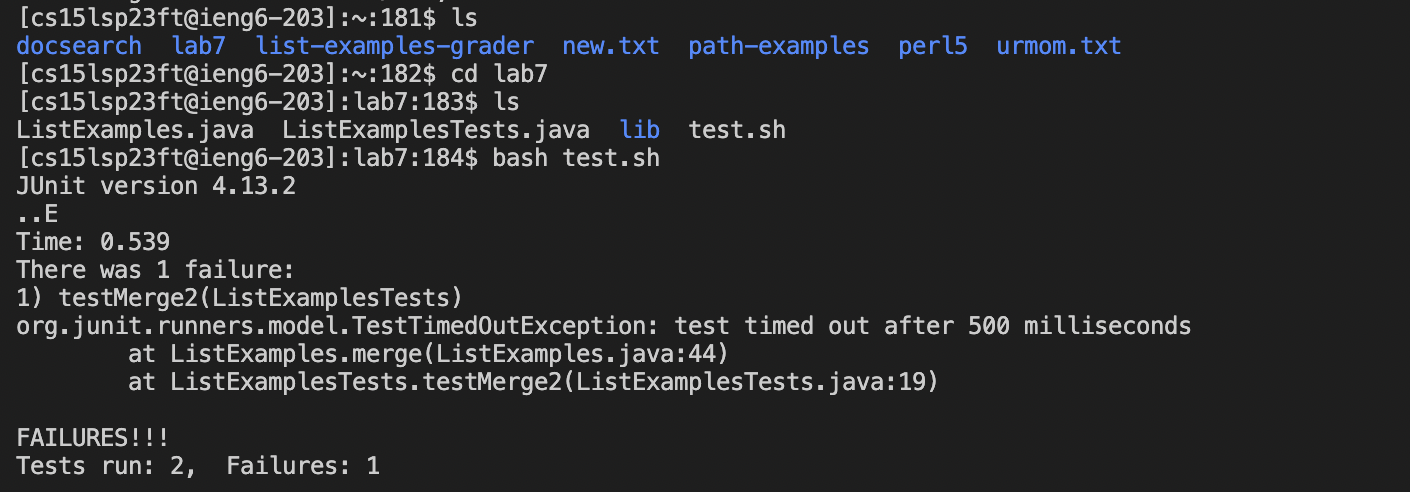 [cs15lsp23ft@ieng6-203]:~:181$ ls
docsearch  lab7  list-examples-grader  new.txt  path-examples  perl5  urmom.txt
[cs15lsp23ft@ieng6-203]:~:182$ cd lab7
[cs15lsp23ft@ieng6-203]:lab7:183$ ls
ListExamples.java  ListExamplesTests.java  lib  test.sh
[cs15lsp23ft@ieng6-203]:lab7:184$ bash test.sh
JUnit version 4.13.2
..E
Time: 0.539
There was 1 failure:
1) testMerge2(ListExamplesTests)
org.junit.runners.model.TestTimedOutException: test timed out after 500 milliseconds
        at ListExamples.merge(ListExamples.java:44)
        at ListExamplesTests.testMerge2(ListExamplesTests.java:19)
FAILURES!!!
Tests run: 2,  Failures: 1